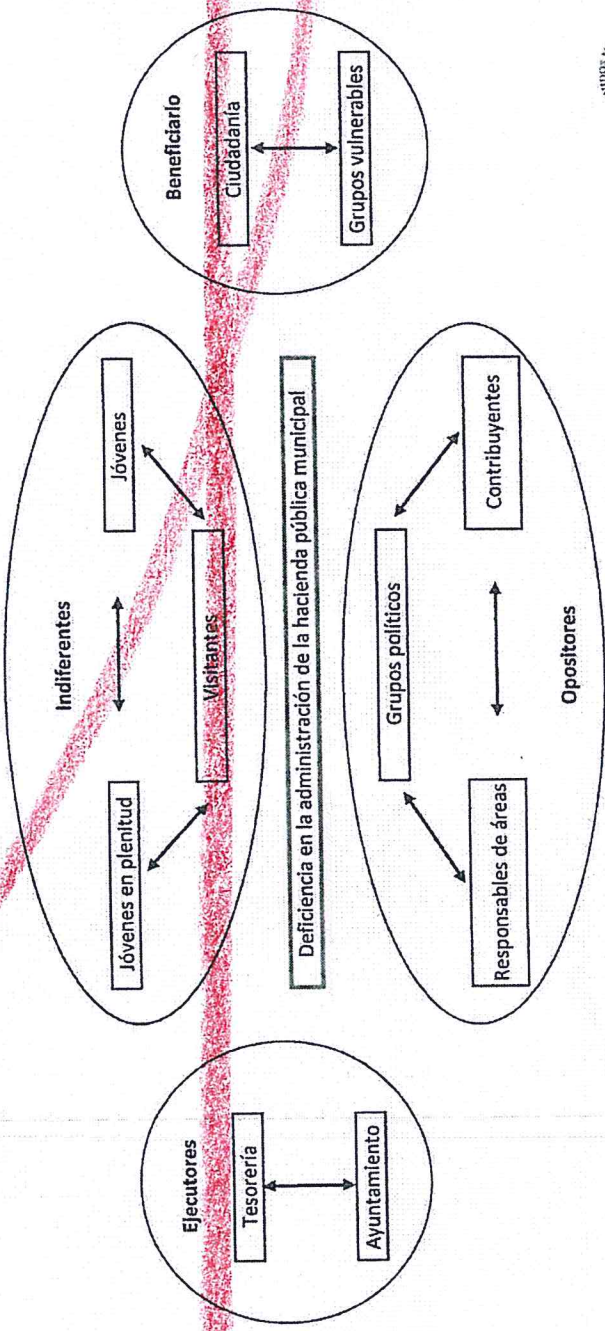 Indiferentes
Jóvenes en plenitud
Jóvenes
Visitantes
Ejecutores
Tesorería
Ayuntamiento
Deficiencia en la administración de la hacienda pública municipal
Beneficiario
Ciudadanía
Grupos vulnerables
Grupos políticos
Responsables de áreas
Contribuyentes
Opositores